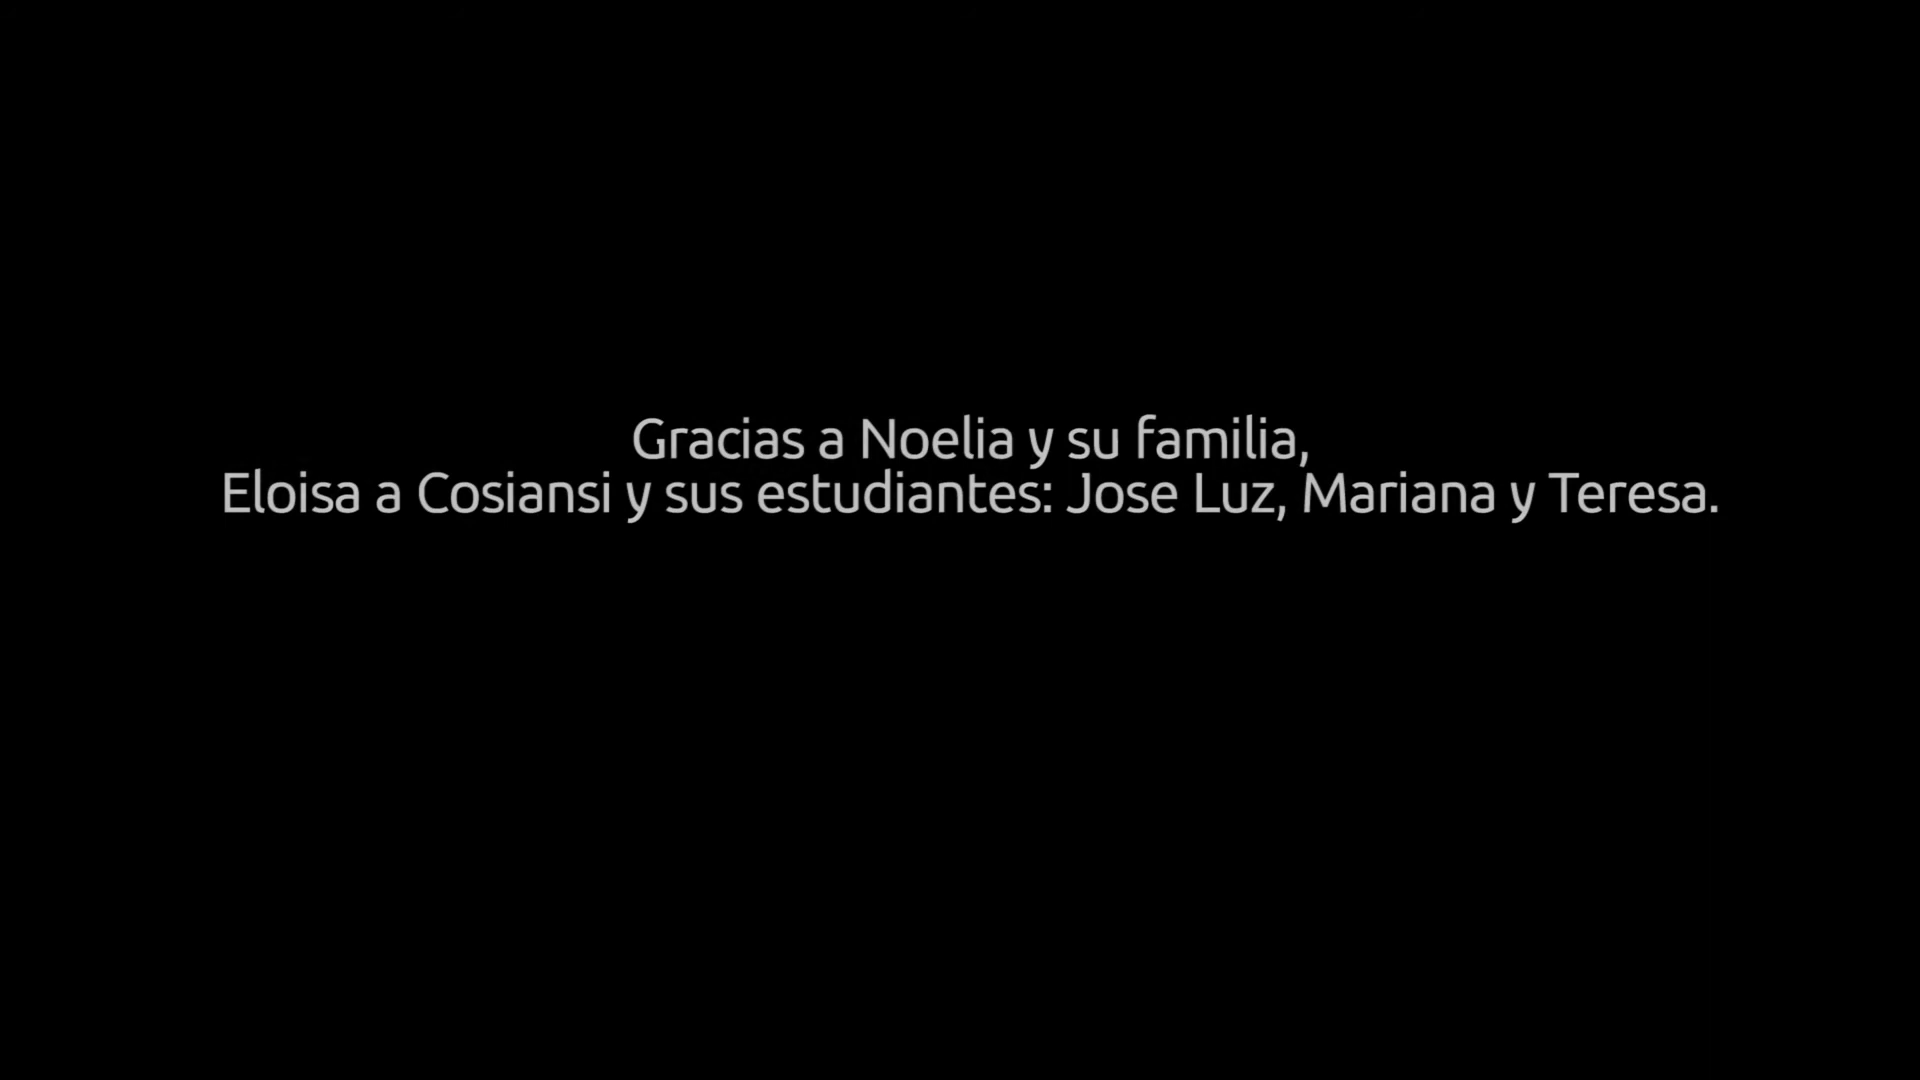 Gracias a Noelia y su familia,
Eloisa a Cosiansi y sus estudiantes: Jose Luz, Mariana y Teresa.